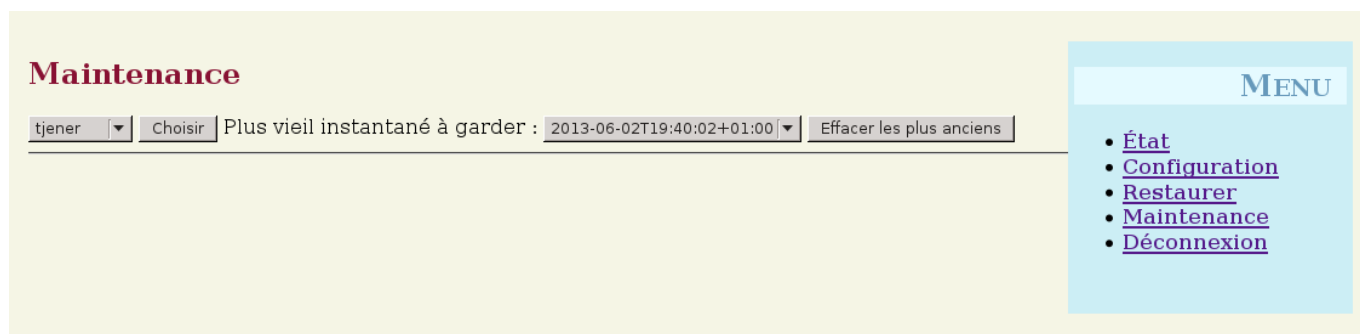 Maintenance
tjener Choisir Plus vieil instantané à garder : 2013-06-02T19:40:02+01:00 Effacer les plus anciens
MENU
État
Configuration
Restaurer
Maintenance
Déconnexion